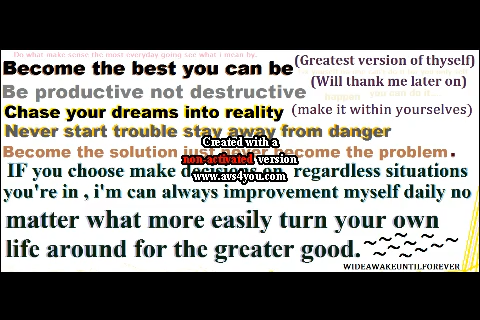 Do what make sense the most everyday going see what i mean by.
Become the best you can be (Greatest version of thyself)
(Will thank me later on)
Be productive not destructive
Chase your dreams into reality (make it within yourselves)
Never start trouble stay away from danger
Created with a
Become the solution just never become the problem.
non-activated version
IF you choose make decisions on regardless situations
www.avs4you.com
you're in , i'm can always improvement myself daily no
matter what more easily turn your own
life around for the greater good. ~~~~~
~~~~~
WIDEAWAKEUNTILFOREVER